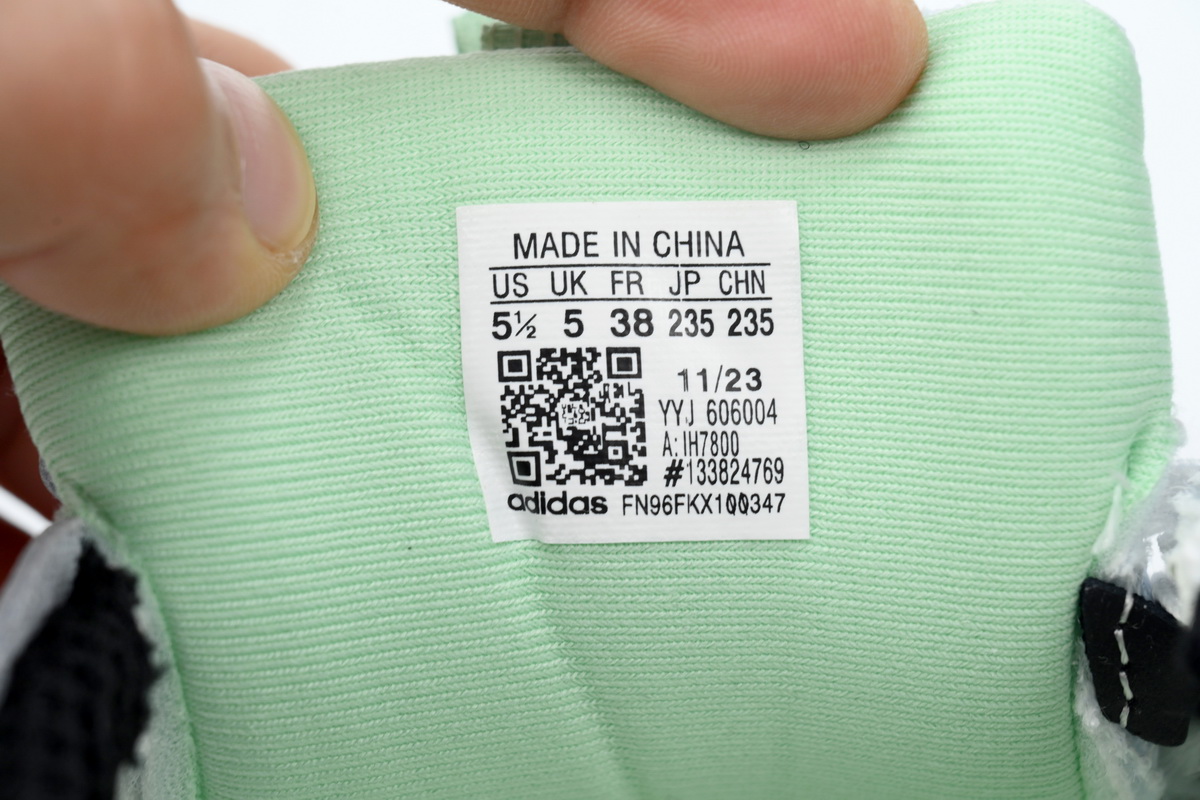 MADE IN CHINA
US UK FR JP CHN
5½ 5 38 235 235
11/23
YYJ 606004
A: IH7800
#133824769
adidas FN96FKX100347